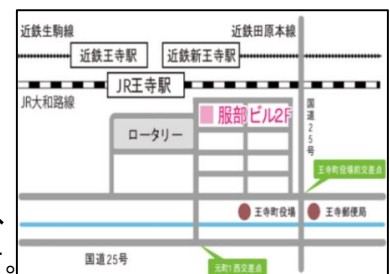 近鉄生駒線
近鉄田原本線
近鉄王寺駅
近鉄新王寺駅
JR王寺駅
JR大和路線
服部ビル2F
国道25号
ロータリー
王寺町役場前交差点
王寺町役場
王寺郵便局
国道25号
元町1西交差点
。